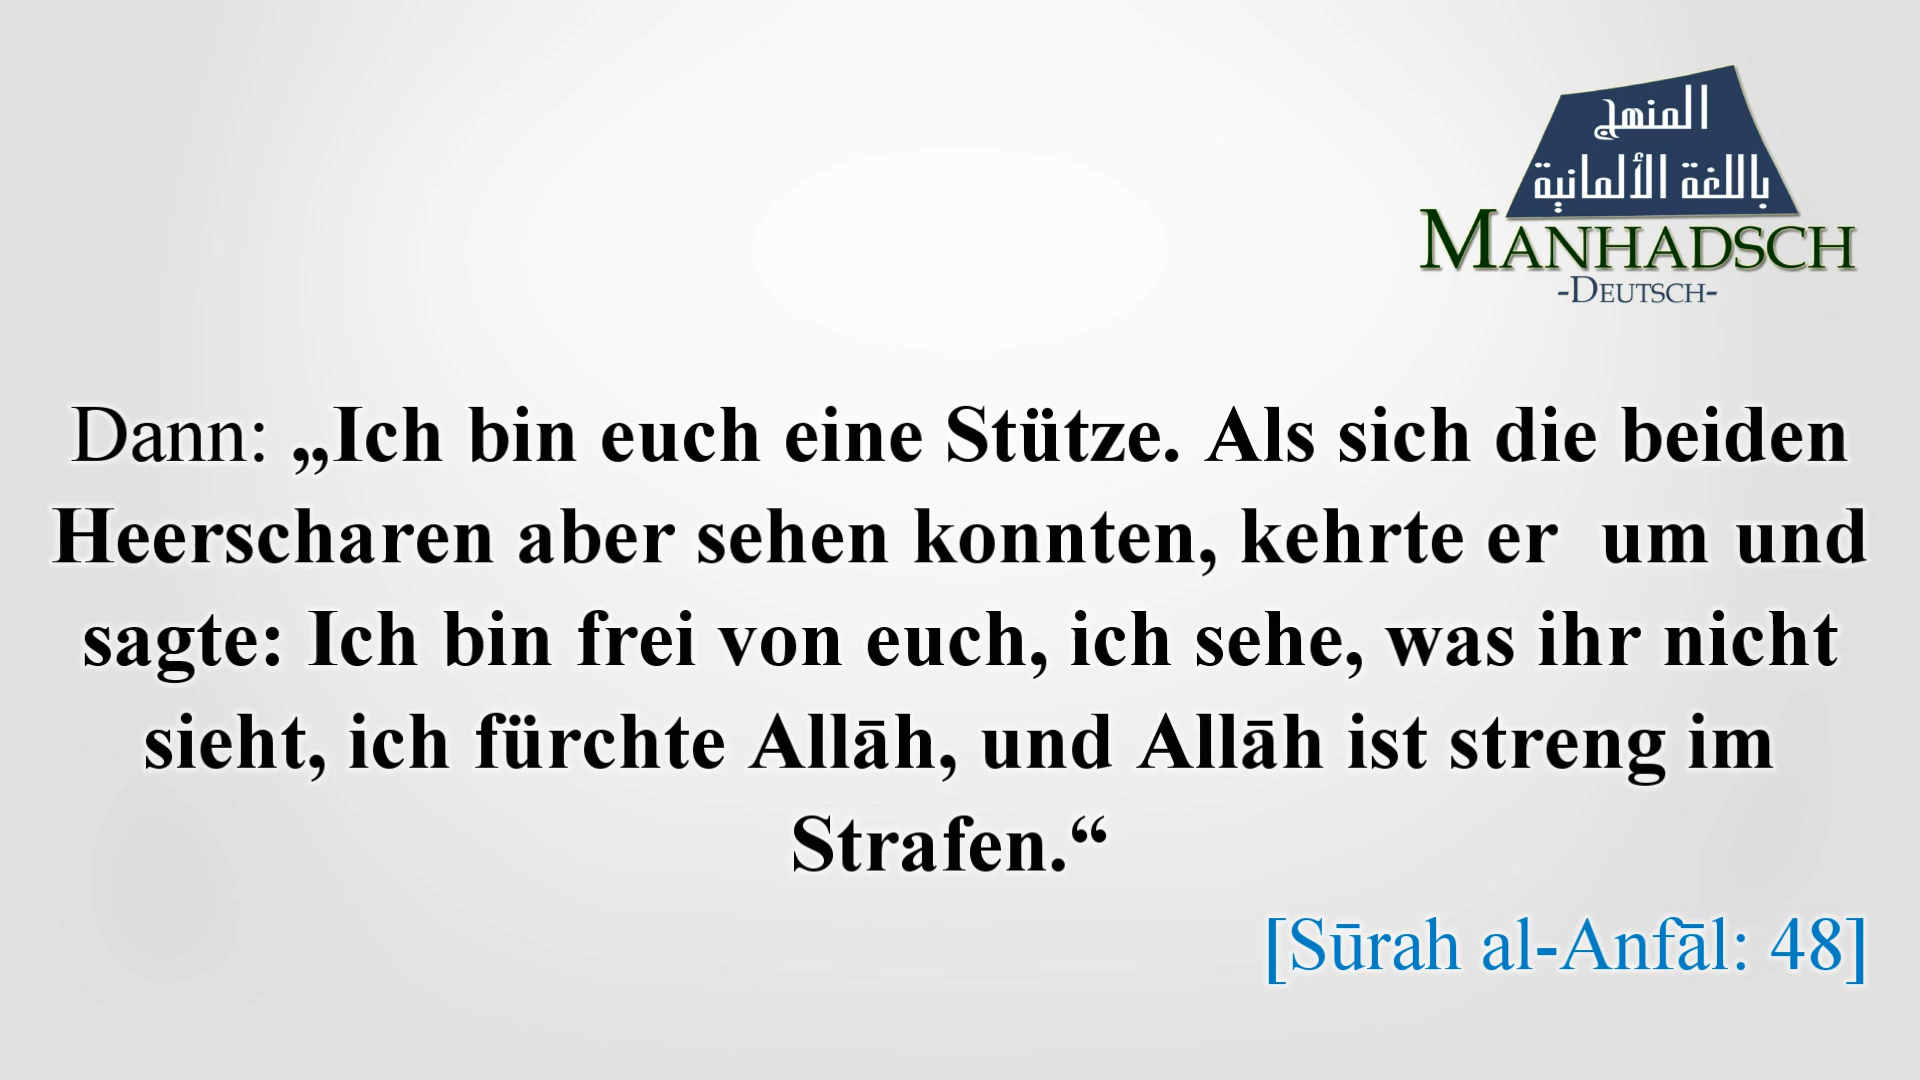 المنهج
باللغة الألمانية
MANHADSCH
-DEUTSCH-
Dann: „Ich bin euch eine Stütze. Als sich die beiden
Heerscharen aber sehen konnten, kehrte er  um und
sagte: Ich bin frei von euch, ich sehe, was ihr nicht
sieht, ich fürchte Allāh, und Allāh ist streng im
Strafen.“
[Sūrah al-Anfāl: 48]